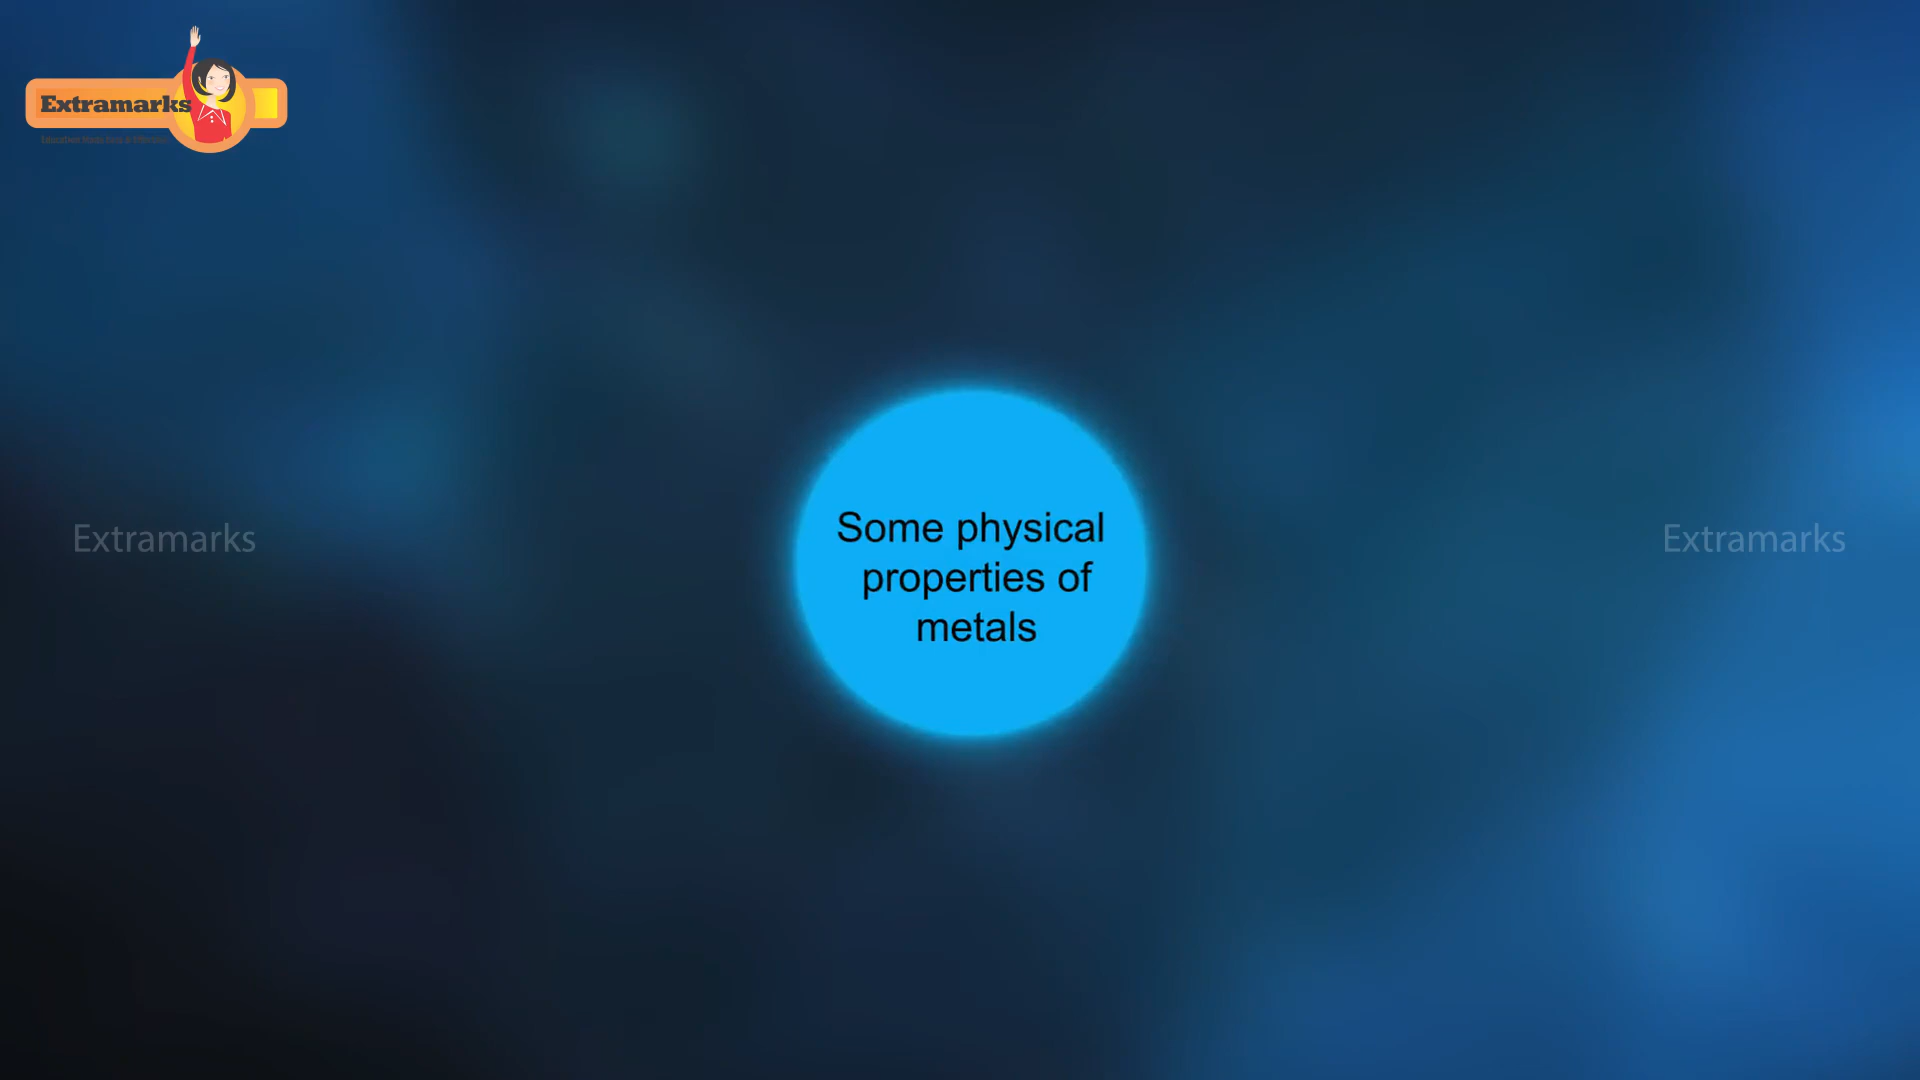 Extramarks
Extramarks
Some physical
properties of
metals
Extramarks